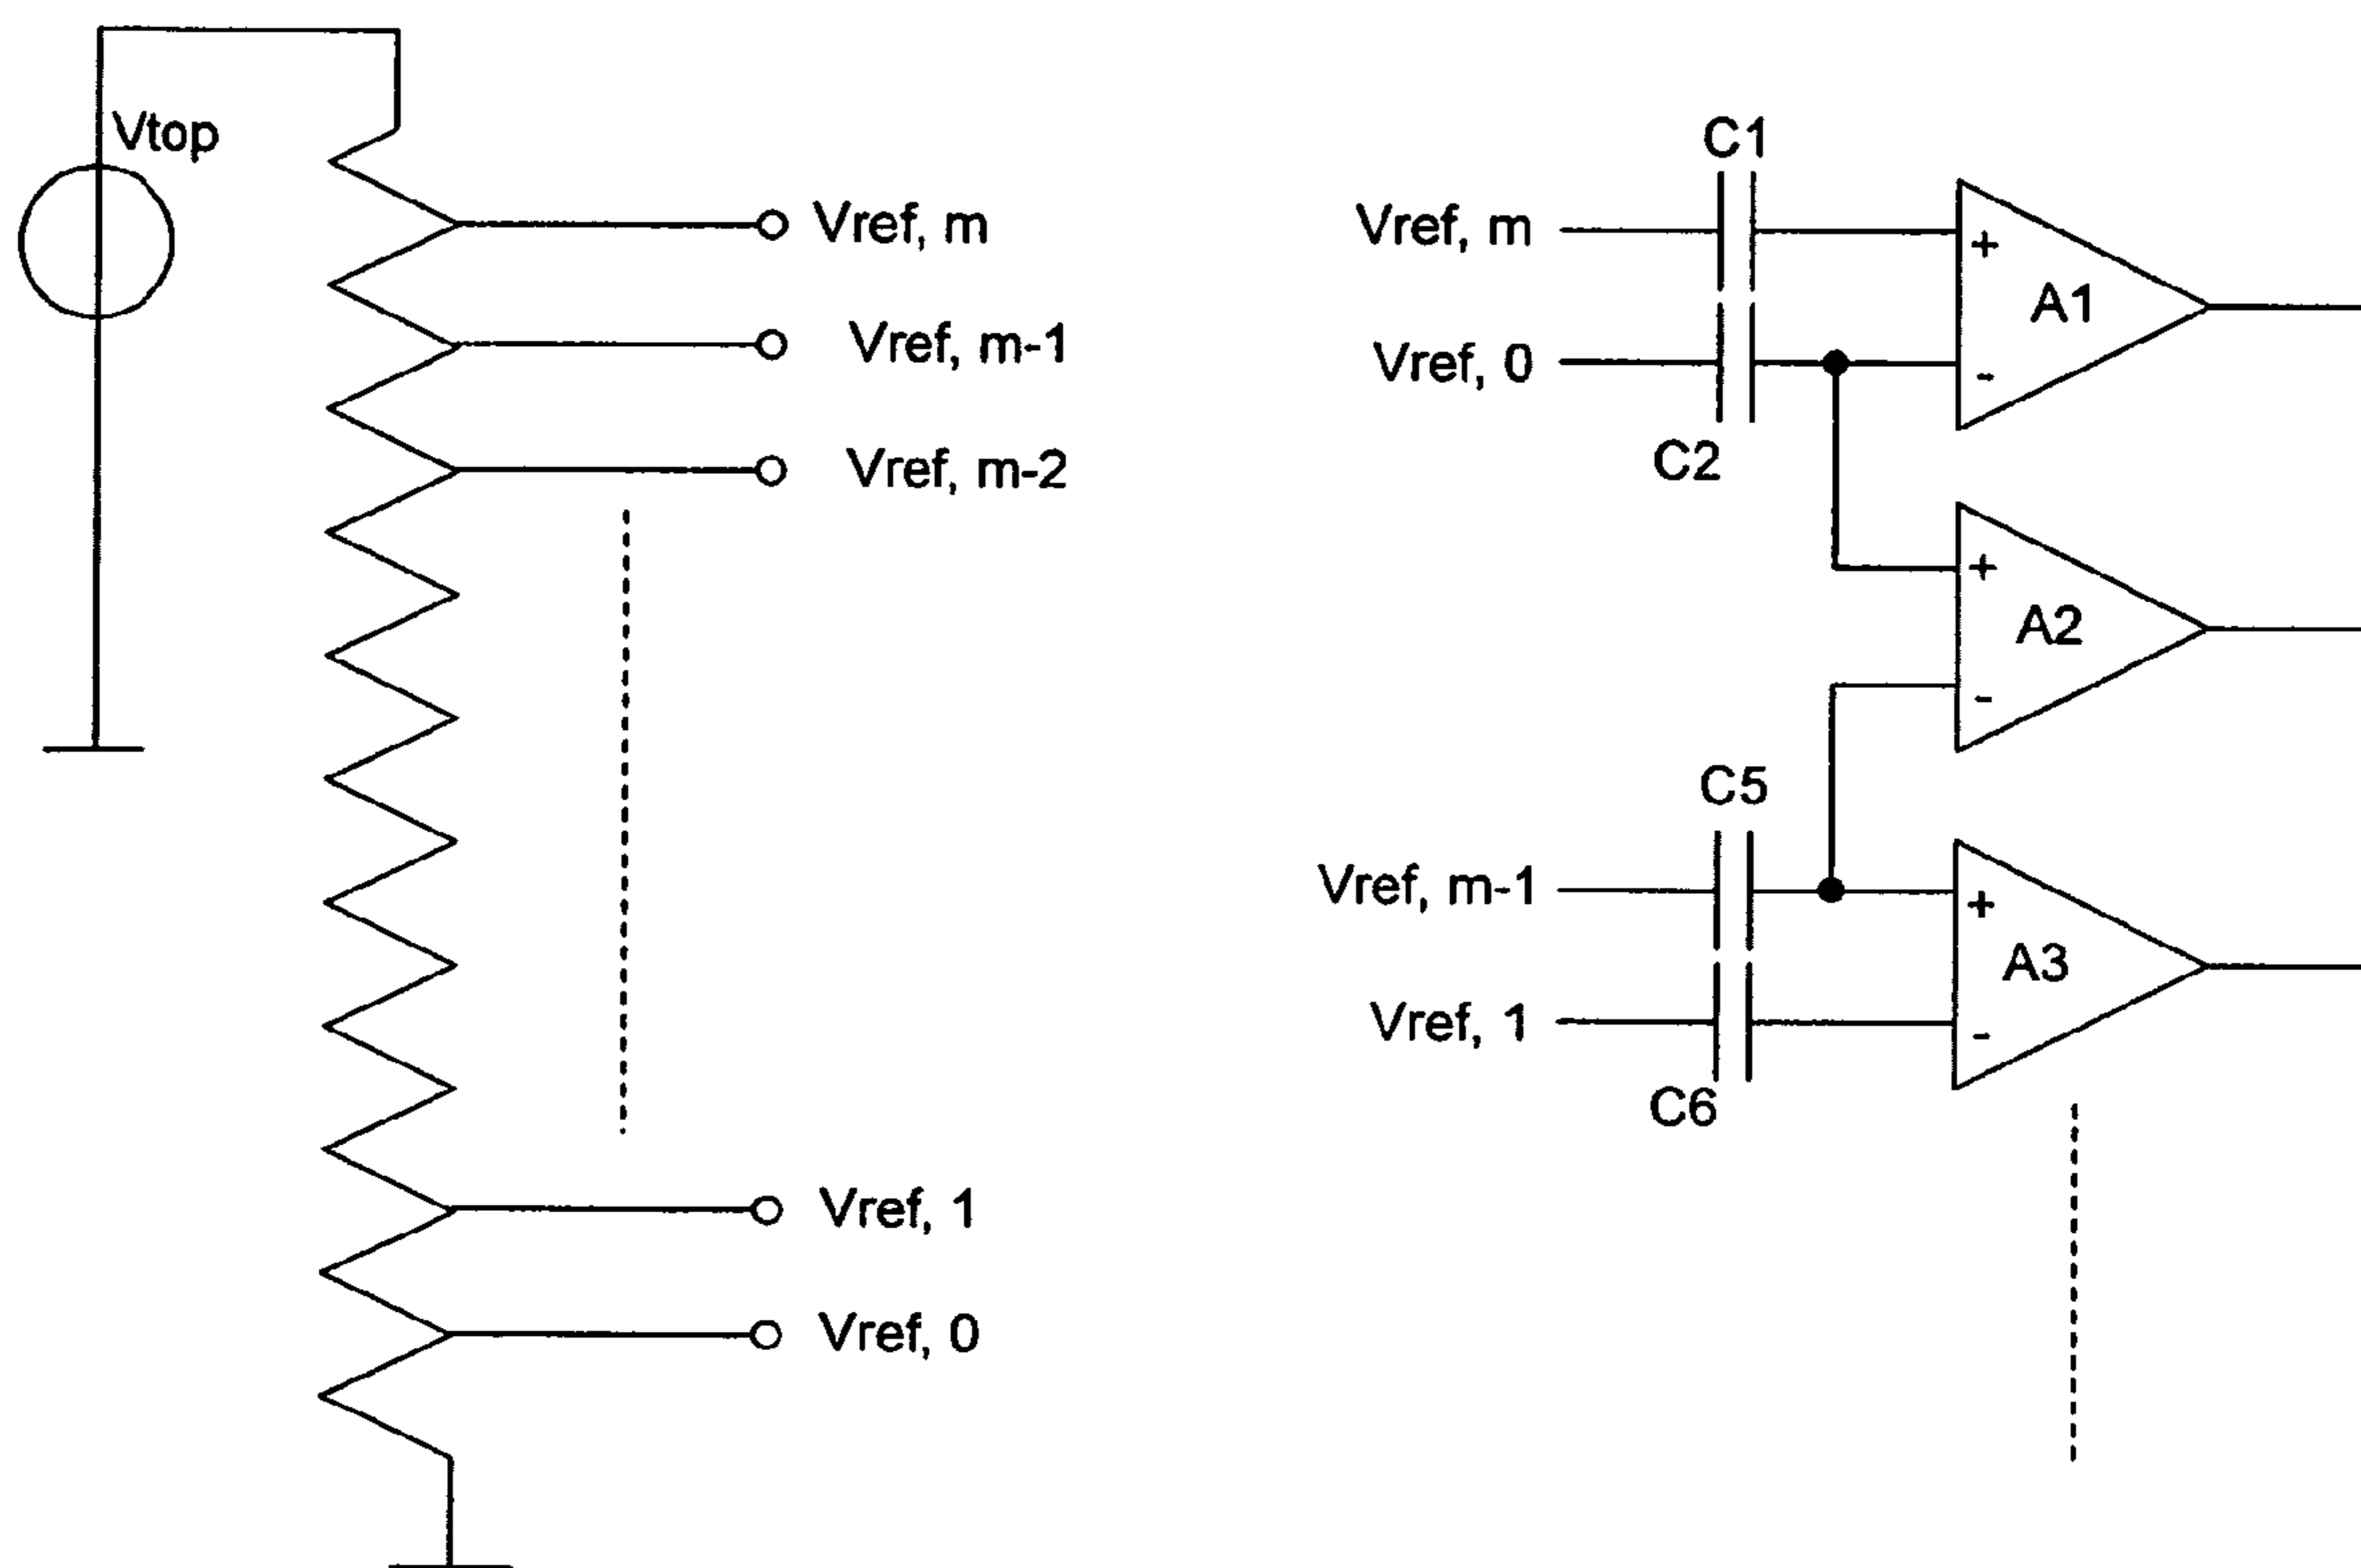 Vtop
Vref, m
Vref, m-1
Vref, m-2
Vref, 1
Vref, 0
C1
Vref, m
+
A1
Vref, 0
-
C2
+
A2
-
C5
Vref, m-1
+
A3
Vref, 1
-
C6